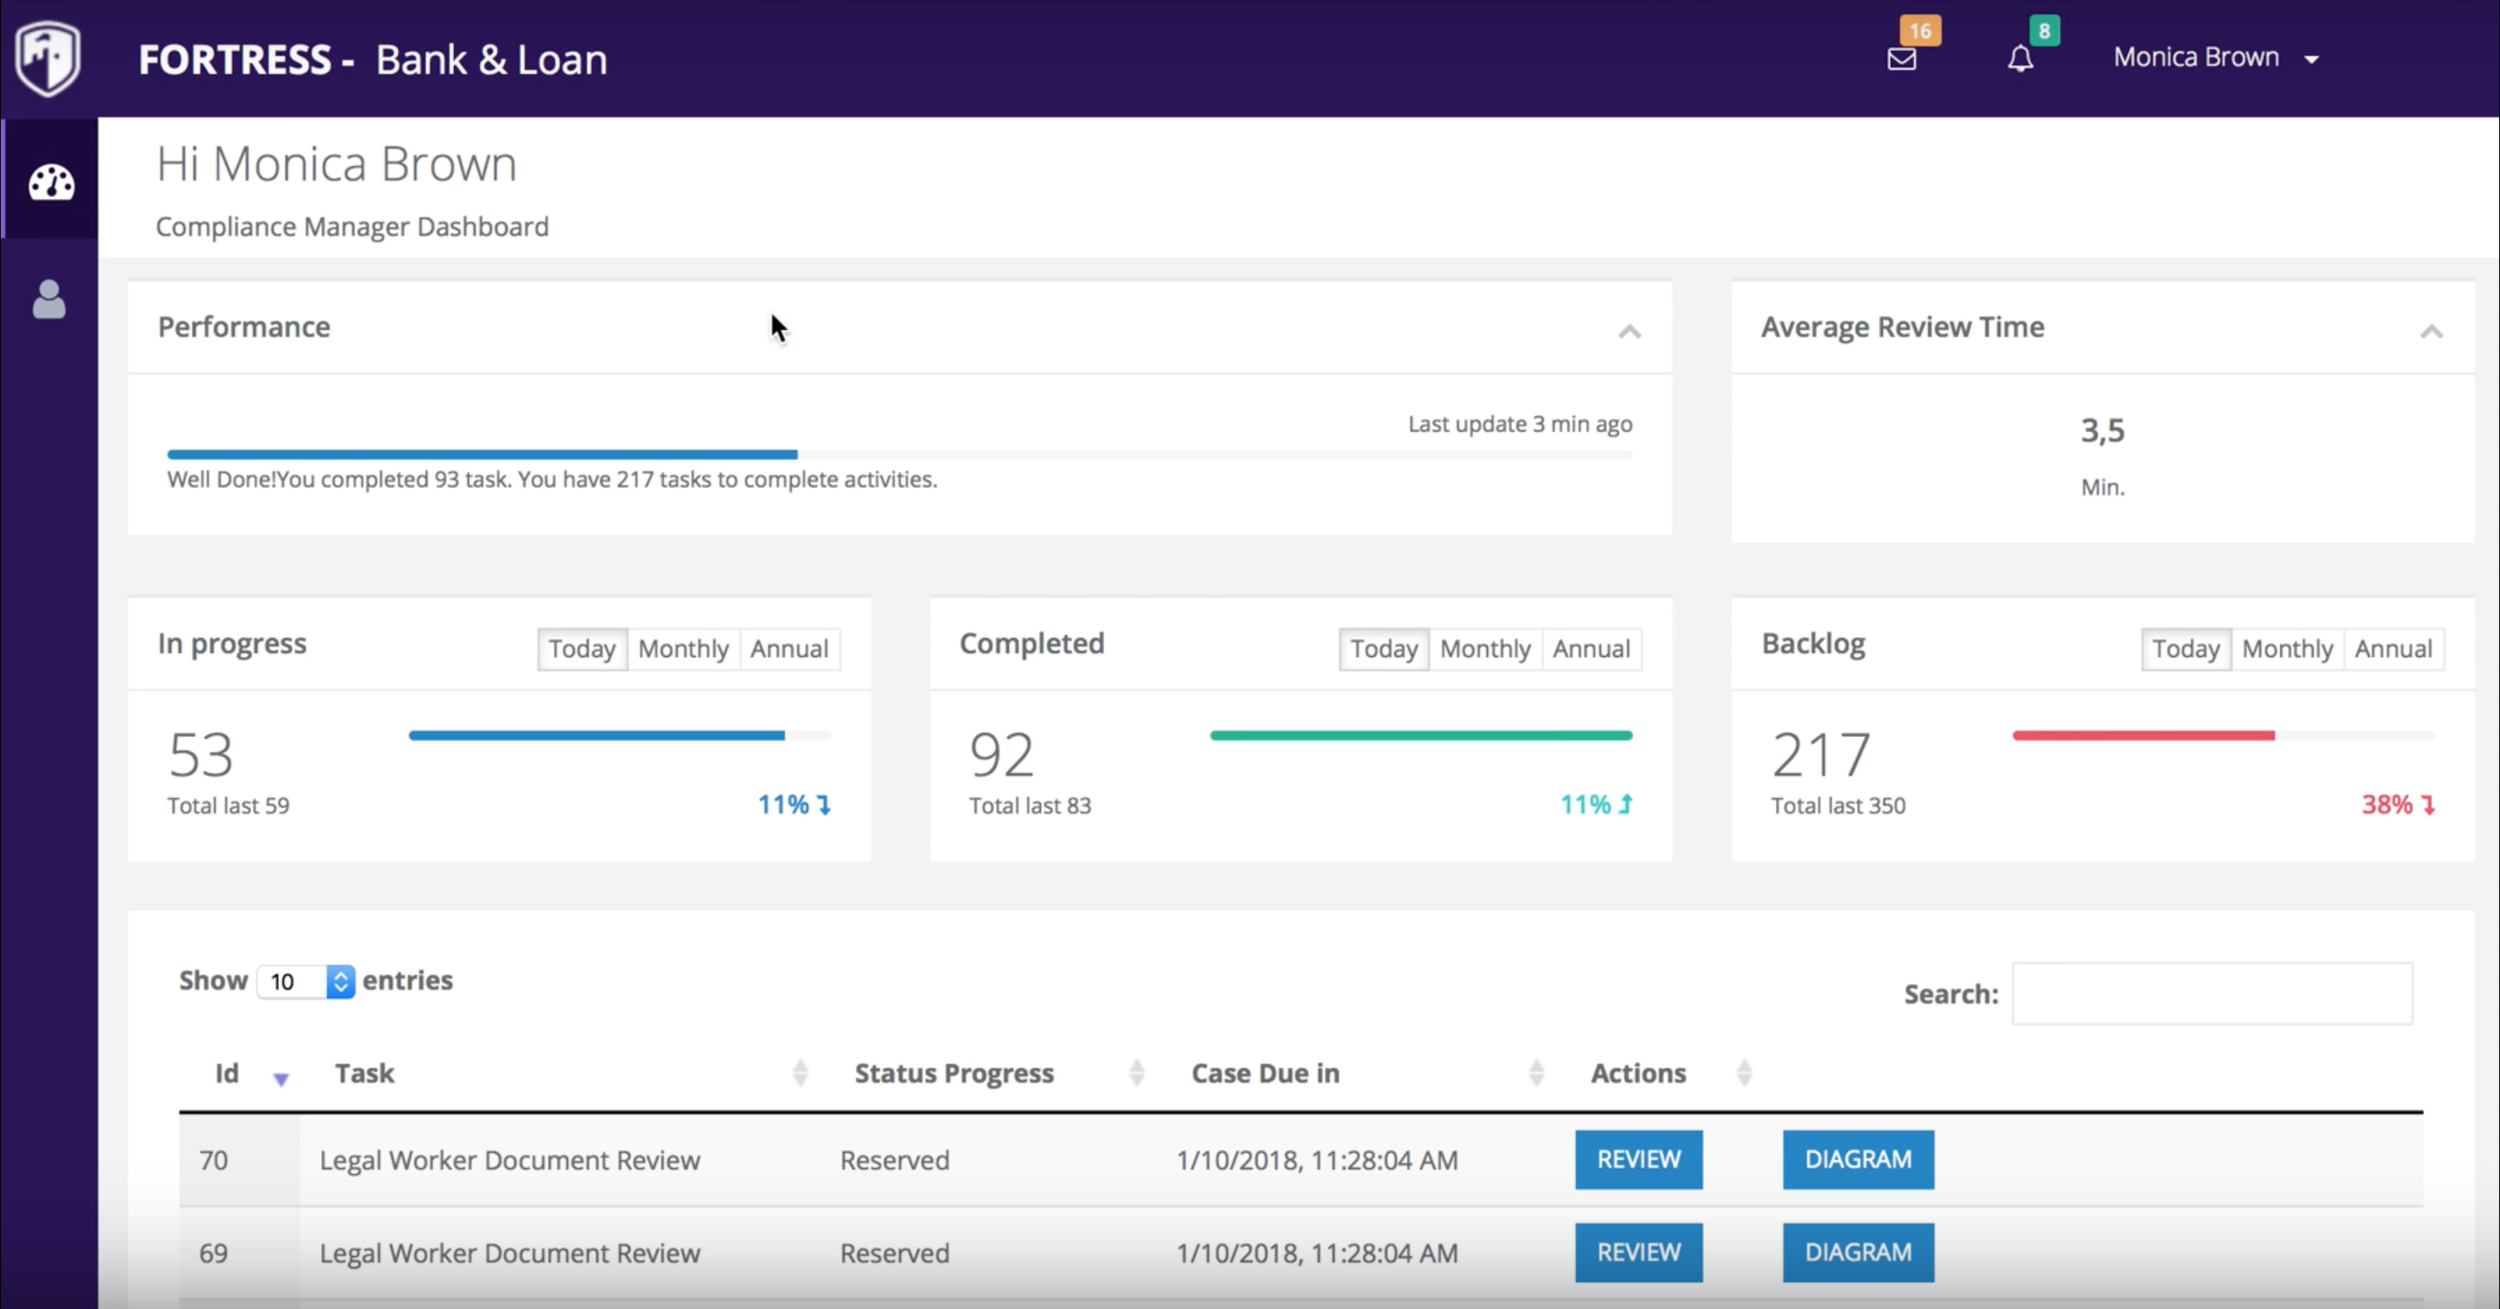 FORTRESS - Bank & Loan
16
8
Monica Brown
Hi Monica Brown
Compliance Manager Dashboard
Performance
Last update 3 min ago
Well Done!You completed 93 task. You have 217 tasks to complete activities.
Average Review Time
3,5
Min.
In progress
Today Monthly Annual
53
Total last 59
11%
Completed
Today Monthly Annual
92
Total last 83
11%
Backlog
Today Monthly Annual
217
Total last 350
38%
Show 10 entries
Search:
Id Task Status Progress Case Due in Actions
70 Legal Worker Document Review Reserved 1/10/2018, 11:28:04 AM REVIEW DIAGRAM
69 Legal Worker Document Review Reserved 1/10/2018, 11:28:04 AM REVIEW DIAGRAM